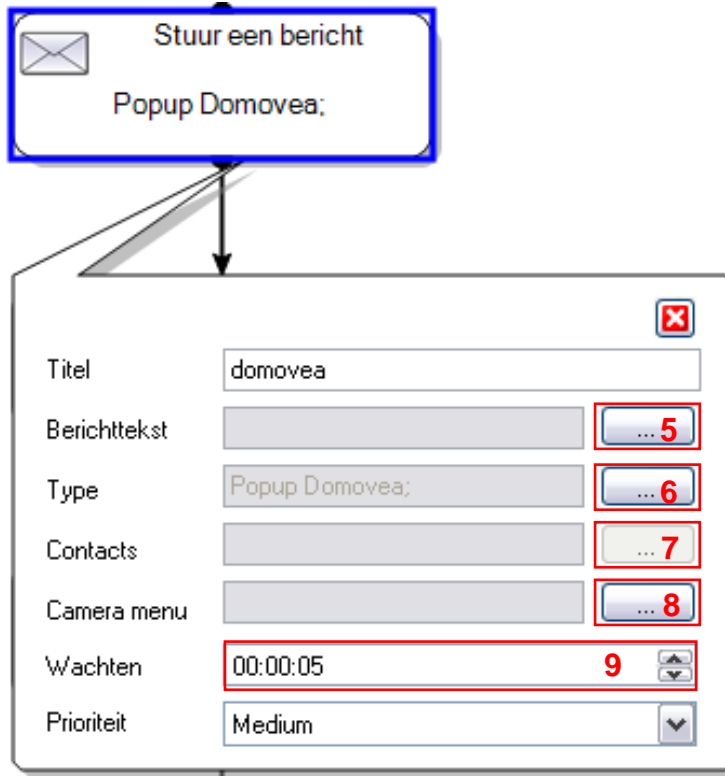 Stuur een bericht
Popup Domovea;
Titel domovea
Berichttekst ... 5
Type Popup Domovea; ... 6
Contacts ... 7
Camera menu ... 8
Wachten 00:00:05 9
Prioriteit Medium